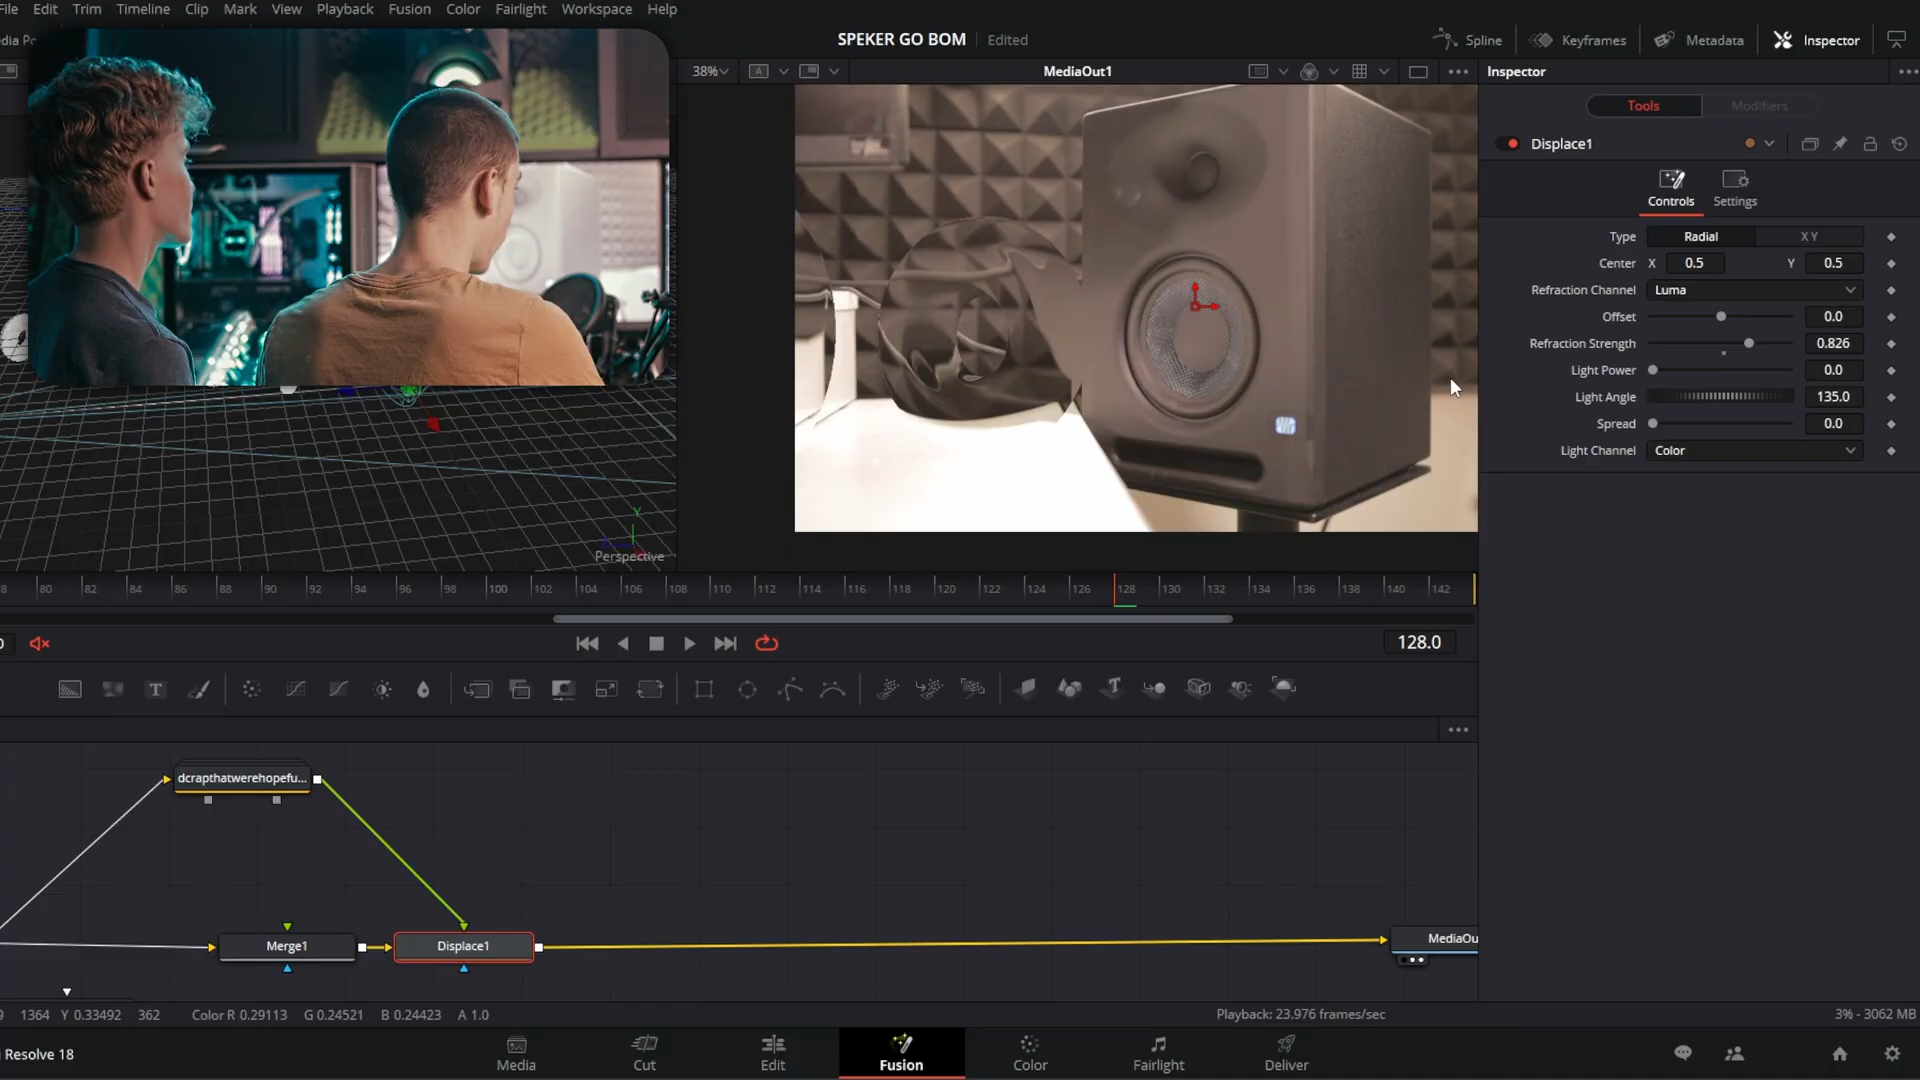 File Edit Trim Timeline Clip Mark View Playback Fusion Color Fairlight Workspace Help
dia Po
SPEKER GO BOM Edited
Spline Keyframes Metadata Inspector
38% A MediaOut1 Inspector
Tools Modifiers
Displace1
Controls Settings
Type Radial X Y
Center X 0.5 Y 0.5
Refraction Channel Luma
Offset 0.0
Refraction Strength 0.826
Light Power 0.0
Light Angle 135.0
Spread 0.0
Light Channel Color
Y
Perspective
8 80 82 84 86 88 90 92 94 96 98 100 102 104 106 108 110 112 114 116 118 120 122 124 126 128 130 132 134 136 138 140 142
0 128.0
T T
dcrapthatwerehopefu...
Merge1 Displace1 MediaOu
9 1364 Y 0.33492 362 Color R 0.29113 G 0.24521 B 0.24423 A 1.0 Playback: 23.976 frames/sec 3% - 3062 MB
i Resolve 18
Media Cut Edit Fusion Color Fairlight Deliver